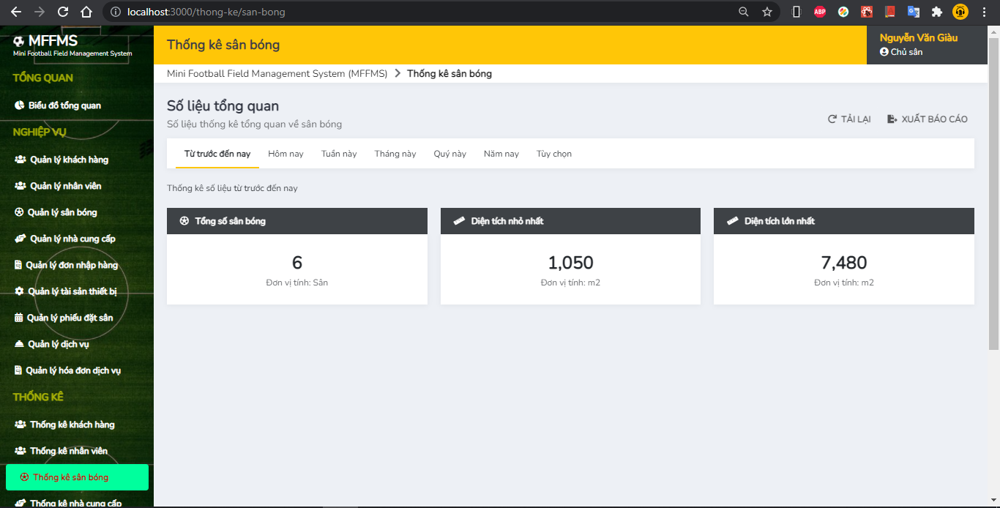 localhost:3000/thong-ke/san-bong
ABP
MFFMS
Mini Football Field Management System
TỔNG QUAN
Biểu đồ tổng quan
NGHIỆP VỤ
Quản lý khách hàng
Quản lý nhân viên
Quản lý sân bóng
Quản lý nhà cung cấp
Quản lý đơn nhập hàng
Quản lý tài sản thiết bị
Quản lý phiếu đặt sân
Quản lý dịch vụ
Quản lý hóa đơn dịch vụ
THỐNG KÊ
Thống kê khách hàng
Thống kê nhân viên
Thống kê sân bóng
Thống kê nhà cung cấp
Thống kê sân bóng
Nguyễn Văn Giàu
Chủ sân
Mini Football Field Management System (MFFMS) Thống kê sân bóng
Số liệu tổng quan
Số liệu thống kê tổng quan về sân bóng
TẢI LẠI XUẤT BÁO CÁO
Từ trước đến nay Hôm nay Tuần này Tháng này Quý này Năm nay Tùy chọn
Thống kê số liệu từ trước đến nay
Tổng số sân bóng
6
Đơn vị tính: Sân
Diện tích nhỏ nhất
1,050
Đơn vị tính: m2
Diện tích lớn nhất
7,480
Đơn vị tính: m2